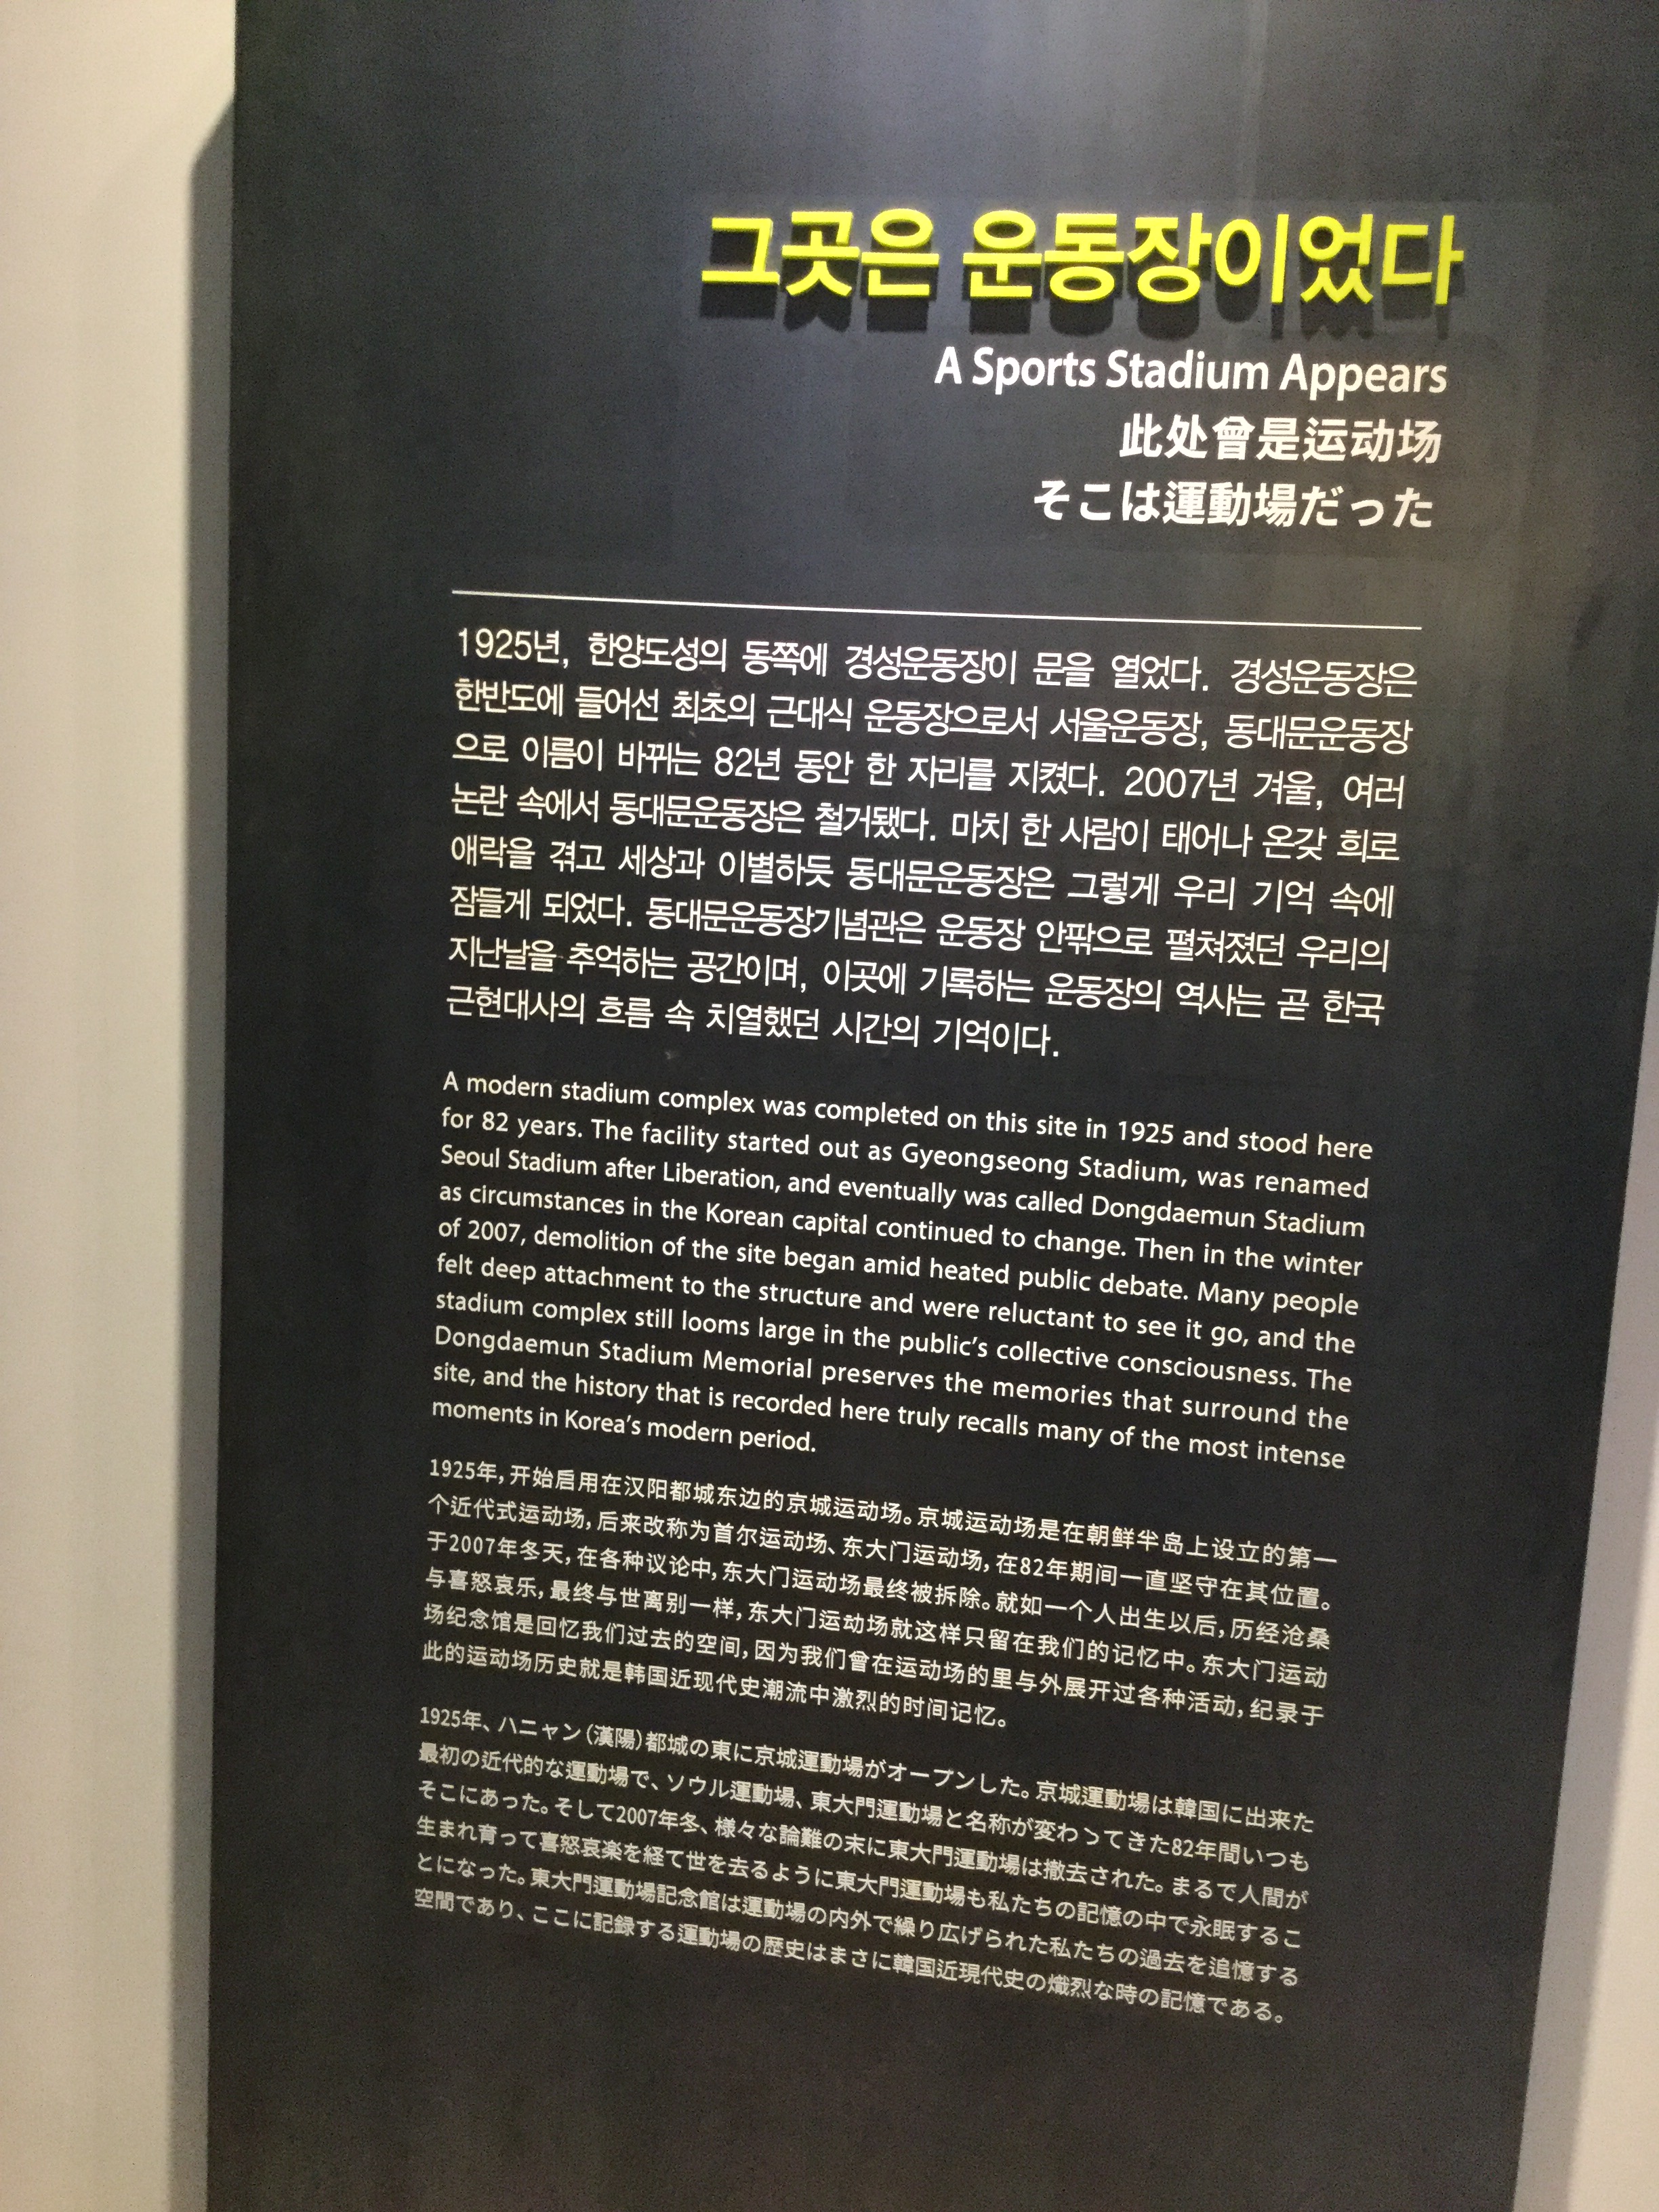 그곳은 운동장이었다
A Sports Stadium Appears
此处曾是运动场
そこは運動場だった
1925년, 한양도성의 동쪽에 경성운동장이 문을 열었다. 경성운동장은
한반도에 들어선 최초의 근대식 운동장으로서 서울운동장, 동대문운동장
으로 이름이 바뀌는 82년 동안 한 자리를 지켰다. 2007년 겨울, 여러
논란 속에서 동대문운동장은 철거됐다. 마치 한 사람이 태어나 온갖 희로
애락을 겪고 세상과 이별하듯 동대문운동장은 그렇게 우리 기억 속에
잠들게 되었다. 동대문운동장기념관은 운동장 안팎으로 펼쳐졌던 우리의
지난날을 추억하는 공간이며, 이곳에 기록하는 운동장의 역사는 곧 한국
근현대사의 흐름 속 치열했던 시간의 기억이다.
A modern stadium complex was completed on this site in 1925 and stood here
for 82 years. The facility started out as Gyeongseong Stadium, was renamed
Seoul Stadium after Liberation, and eventually was called Dongdaemun Stadium
as circumstances in the Korean capital continued to change. Then in the winter
of 2007, demolition of the site began amid heated public debate. Many people
felt deep attachment to the structure and were reluctant to see it go, and the
stadium complex still looms large in the public's collective consciousness. The
Dongdaemun Stadium Memorial preserves the memories that surround the
site, and the history that is recorded here truly recalls many of the most intense
moments in Korea's modern period.
1925年，开始启用在汉阳都城东边的京城运动场。京城运动场是在朝鲜半岛上设立的第一
个近代式运动场，后来改称为首尔运动场、东大门运动场，在82年期间一直坚守在其位置。
于2007年冬天，在各种议论中，东大门运动场最终被拆除。就如一个人出生以后，历经沧桑
与喜怒哀乐，最终与世离别一样，东大门运动场就这样只留在我们的记忆中。东大门运动
场纪念馆是回忆我们过去的空间，因为我们曾在运动场的里与外展开过各种活动，纪录于
此的运动场历史就是韩国近现代史潮流中激烈的时间记忆。
1925年、ハニャン（漢陽）都城の東に京城運動場がオープンした。京城運動場は韓国に出来た
最初の近代的な運動場で、ソウル運動場、東大門運動場と名称が変わってきた82年間いつも
そこにあった。そして2007年冬、様々な論難の末に東大門運動場は撤去された。まるで人間が
生まれ育って喜怒哀楽を経て世を去るように東大門運動場も私たちの記憶の中で永眠するこ
とになった。東大門運動場記念館は運動場の内外で繰り広げられた私たちの過去を追憶する
空間であり、ここに記録する運動場の歴史はまさに韓国近現代史の熾烈な時の記憶である。